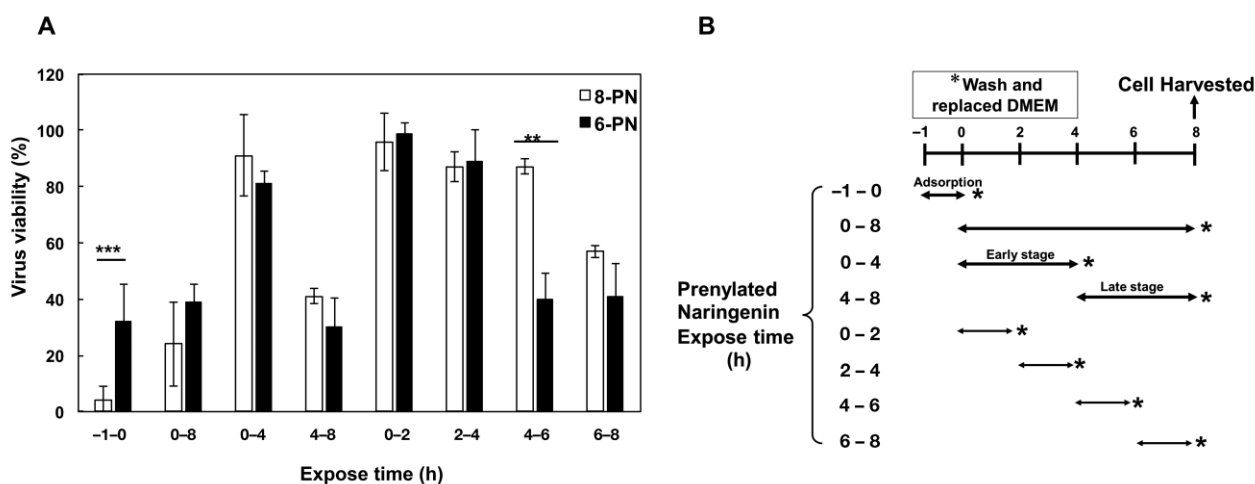 A
120
100
80
60
40
20
0
Virus viability (%)
8-PN
6-PN
***
**
−1–0 0–8 0–4 4–8 0–2 2–4 4–6 6–8
Expose time (h)
B
*Wash and
replaced DMEM
Cell Harvested
−1 0 2 4 6 8
Prenylated
Naringenin
Expose time
(h)
−1 – 0 Adsorption *
0 – 8 *
0 – 4 Early stage *
4 – 8 Late stage *
0 – 2 *
2 – 4 *
4 – 6 *
6 – 8 *